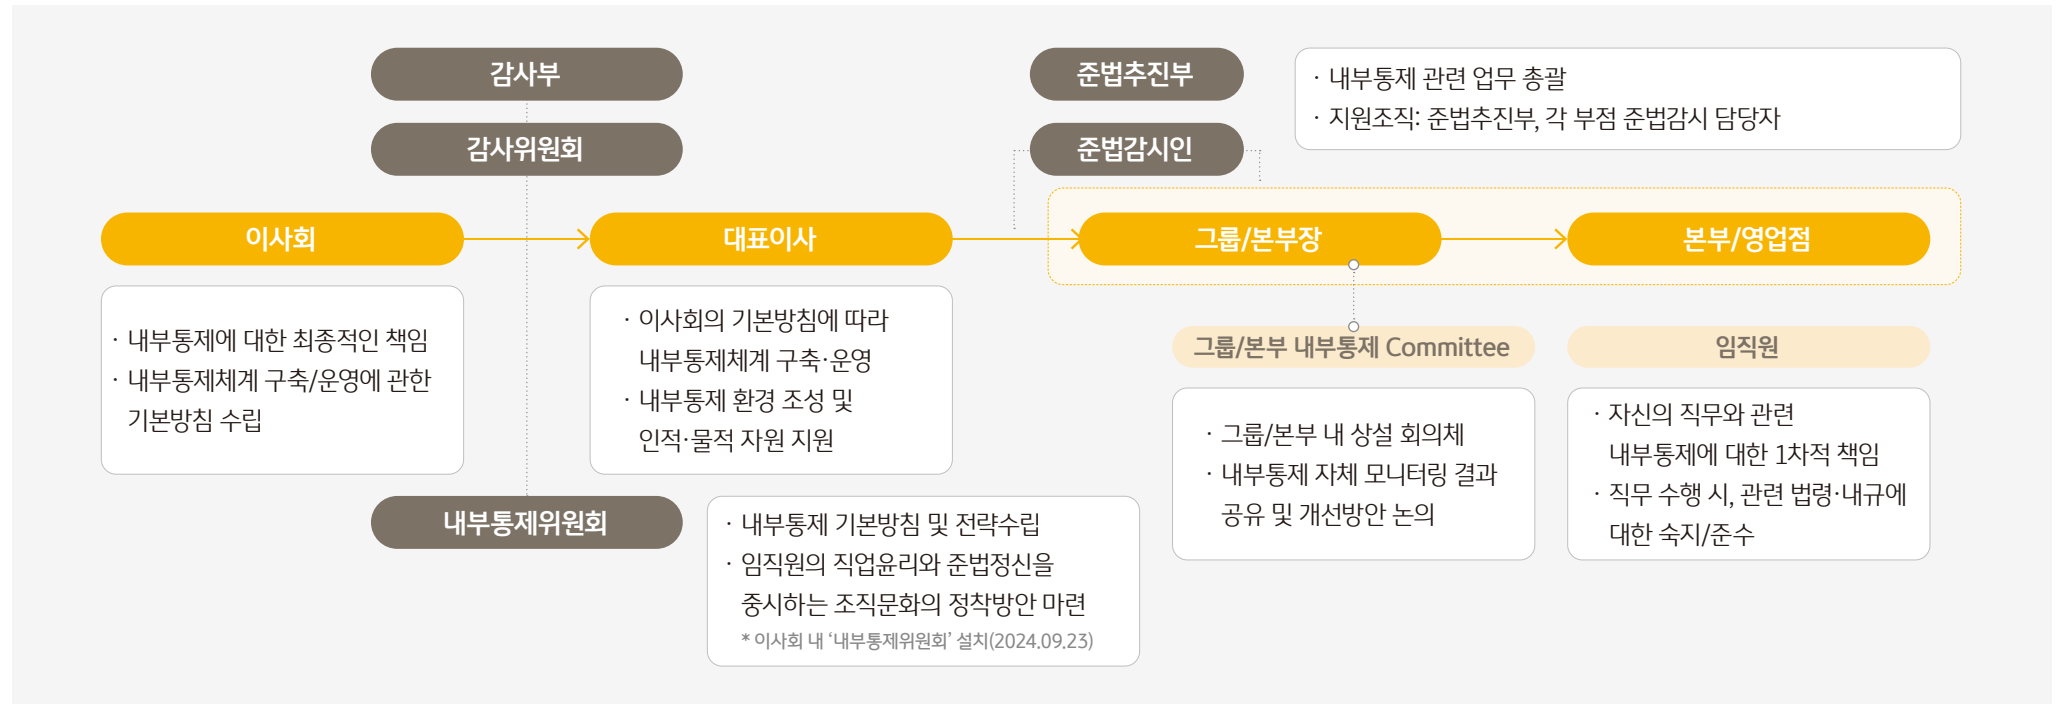 감사부
감사위원회
준법추진부
준법감시인
· 내부통제 관련 업무 총괄
· 지원조직: 준법추진부, 각 부점 준법감시 담당자
이사회
대표이사
그룹/본부장
본부/영업점
· 내부통제에 대한 최종적인 책임
· 내부통제체계 구축/운영에 관한
기본방침 수립
· 이사회의 기본방침에 따라
내부통제체계 구축·운영
· 내부통제 환경 조성 및
인적·물적 자원 지원
그룹/본부 내부통제 Committee
· 그룹/본부 내 상설 회의체
· 내부통제 자체 모니터링 결과
공유 및 개선방안 논의
임직원
· 자신의 직무와 관련
내부통제에 대한 1차적 책임
· 직무 수행 시, 관련 법령·내규에
대한 숙지/준수
내부통제위원회
· 내부통제 기본방침 및 전략수립
· 임직원의 직업윤리와 준법정신을
중시하는 조직문화의 정착방안 마련
* 이사회 내 ‘내부통제위원회’ 설치(2024.09.23)